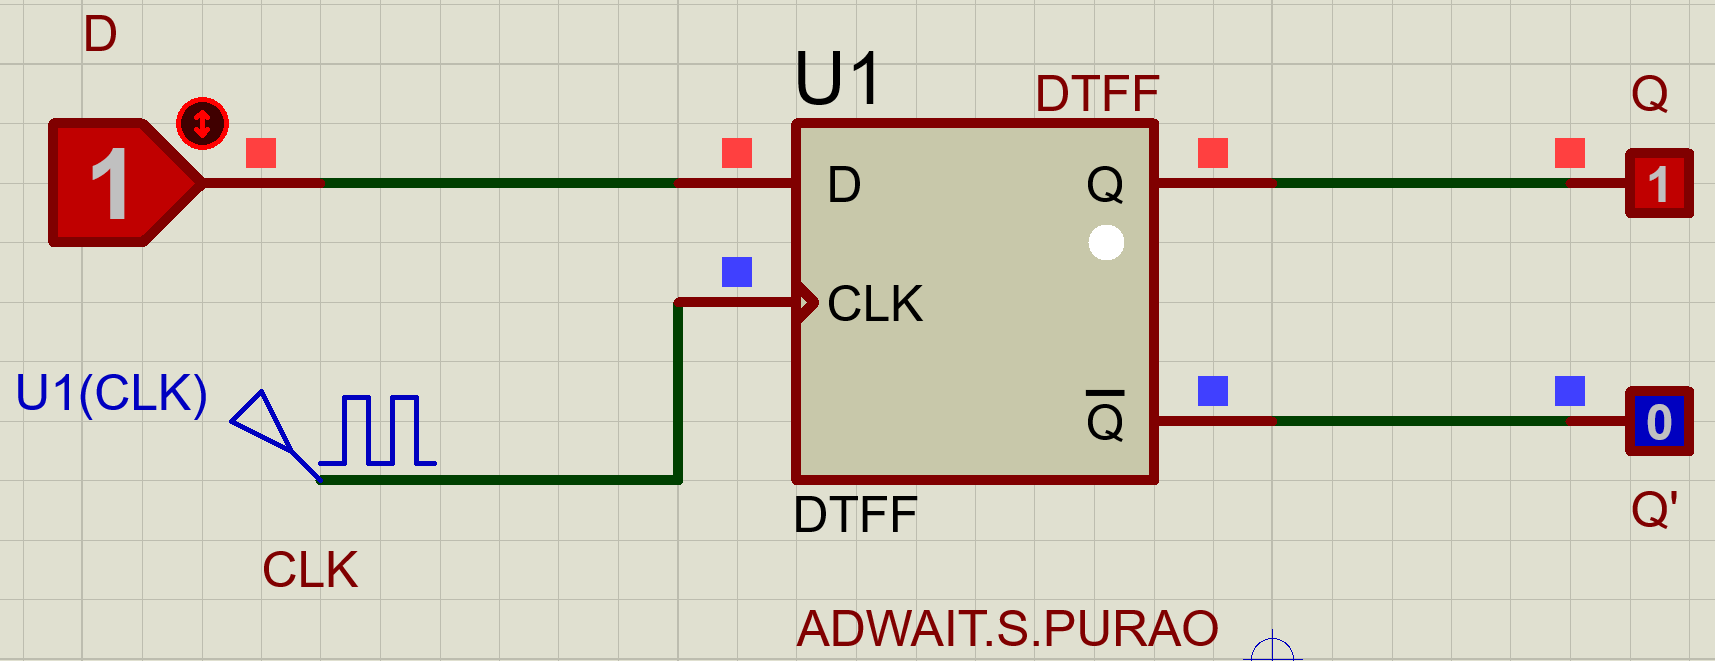 D
U1
DTFF
Q
1
D
Q
1
CLK
U1(CLK)
Q
0
DTFF
Q'
CLK
ADWAIT.S.PURAO